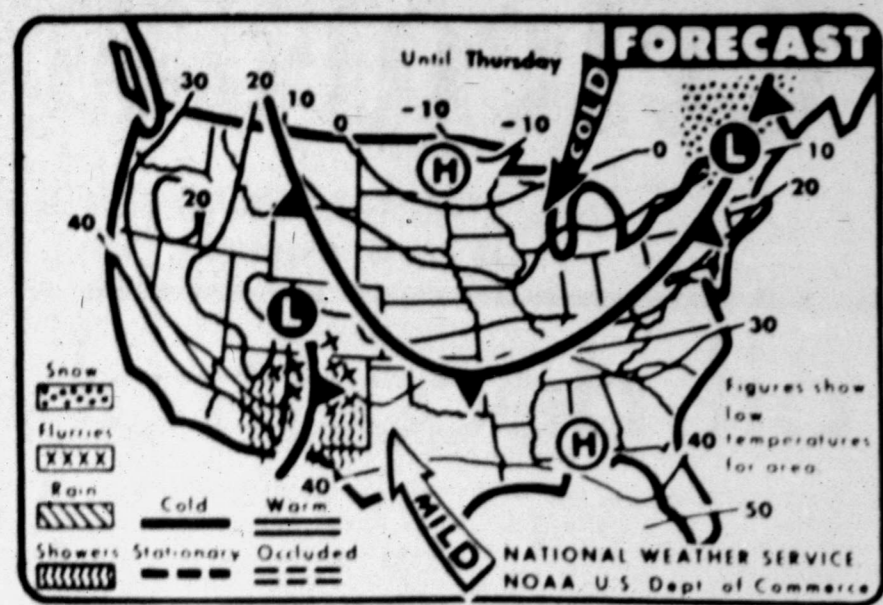 FORECAST
Until Thursday
COLD
30
20
10
0
-10
-10
H
0
L
10
20
20
40
L
30
Snow
Flurries
XXXX
Rain
Showers
Cold
Warm
Stationary
Occluded
40
MILD
H
Figures show
low
temperatures
for area.
40
50
NATIONAL WEATHER SERVICE
NOAA U.S. Dept of Commerce